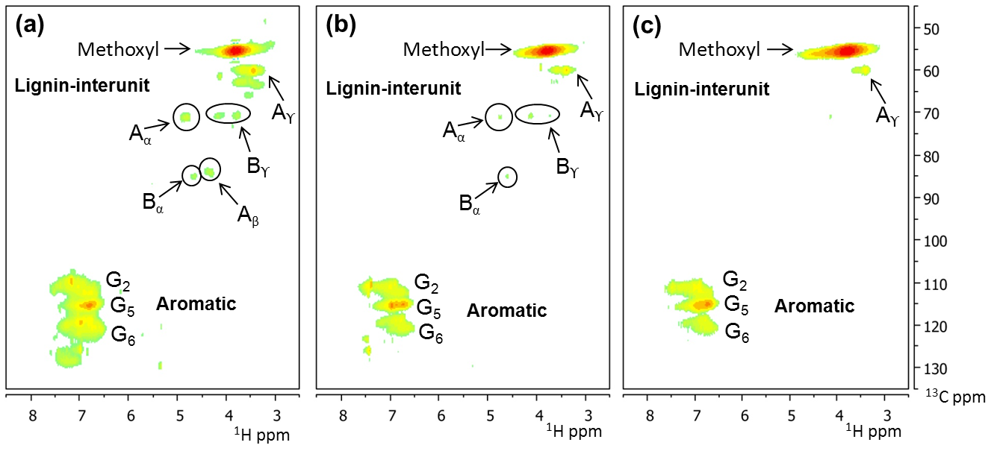 (a)
Methoxyl
Lignin-interunit
Aϒ
Aα
Bϒ
Bα
Aβ
G2
G5
G6
Aromatic
8 7 6 5 4 3
1H ppm
(b)
Methoxyl
Lignin-interunit
Aϒ
Aα
Bϒ
Bα
G2
G5
G6
Aromatic
8 7 6 5 4 3
1H ppm
(c)
Methoxyl
Lignin-interunit
Aϒ
G2
G5
G6
Aromatic
8 7 6 5 4 3
1H ppm
50
60
70
80
90
100
110
120
130
13C ppm